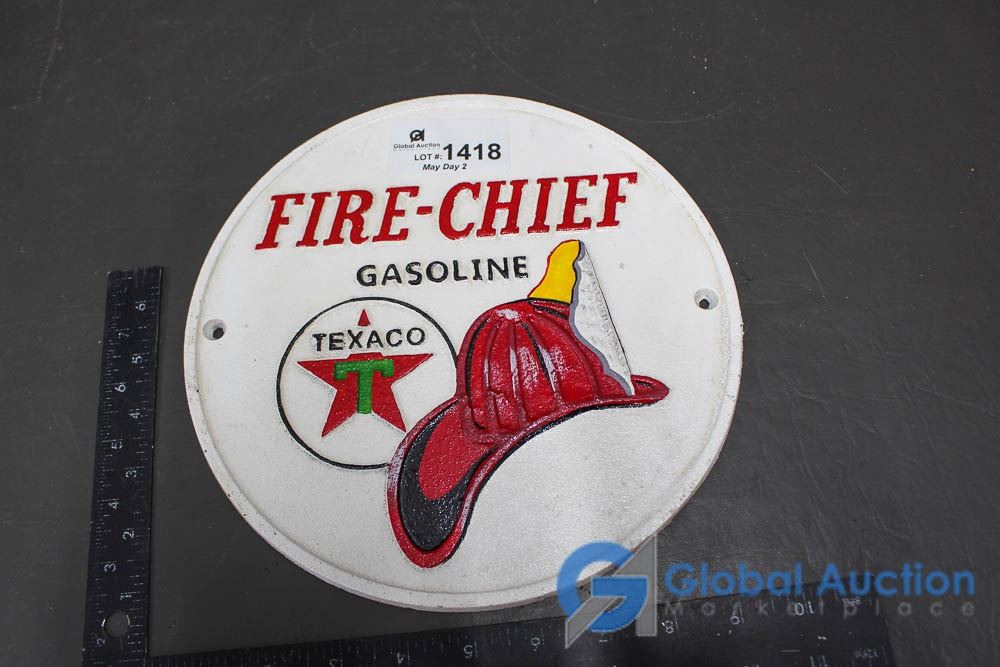 Global Auction
LOT #: 1418
May Day 2
FIRE-CHIEF
GASOLINE
TEXACO
T
Global Auction
Marketplace